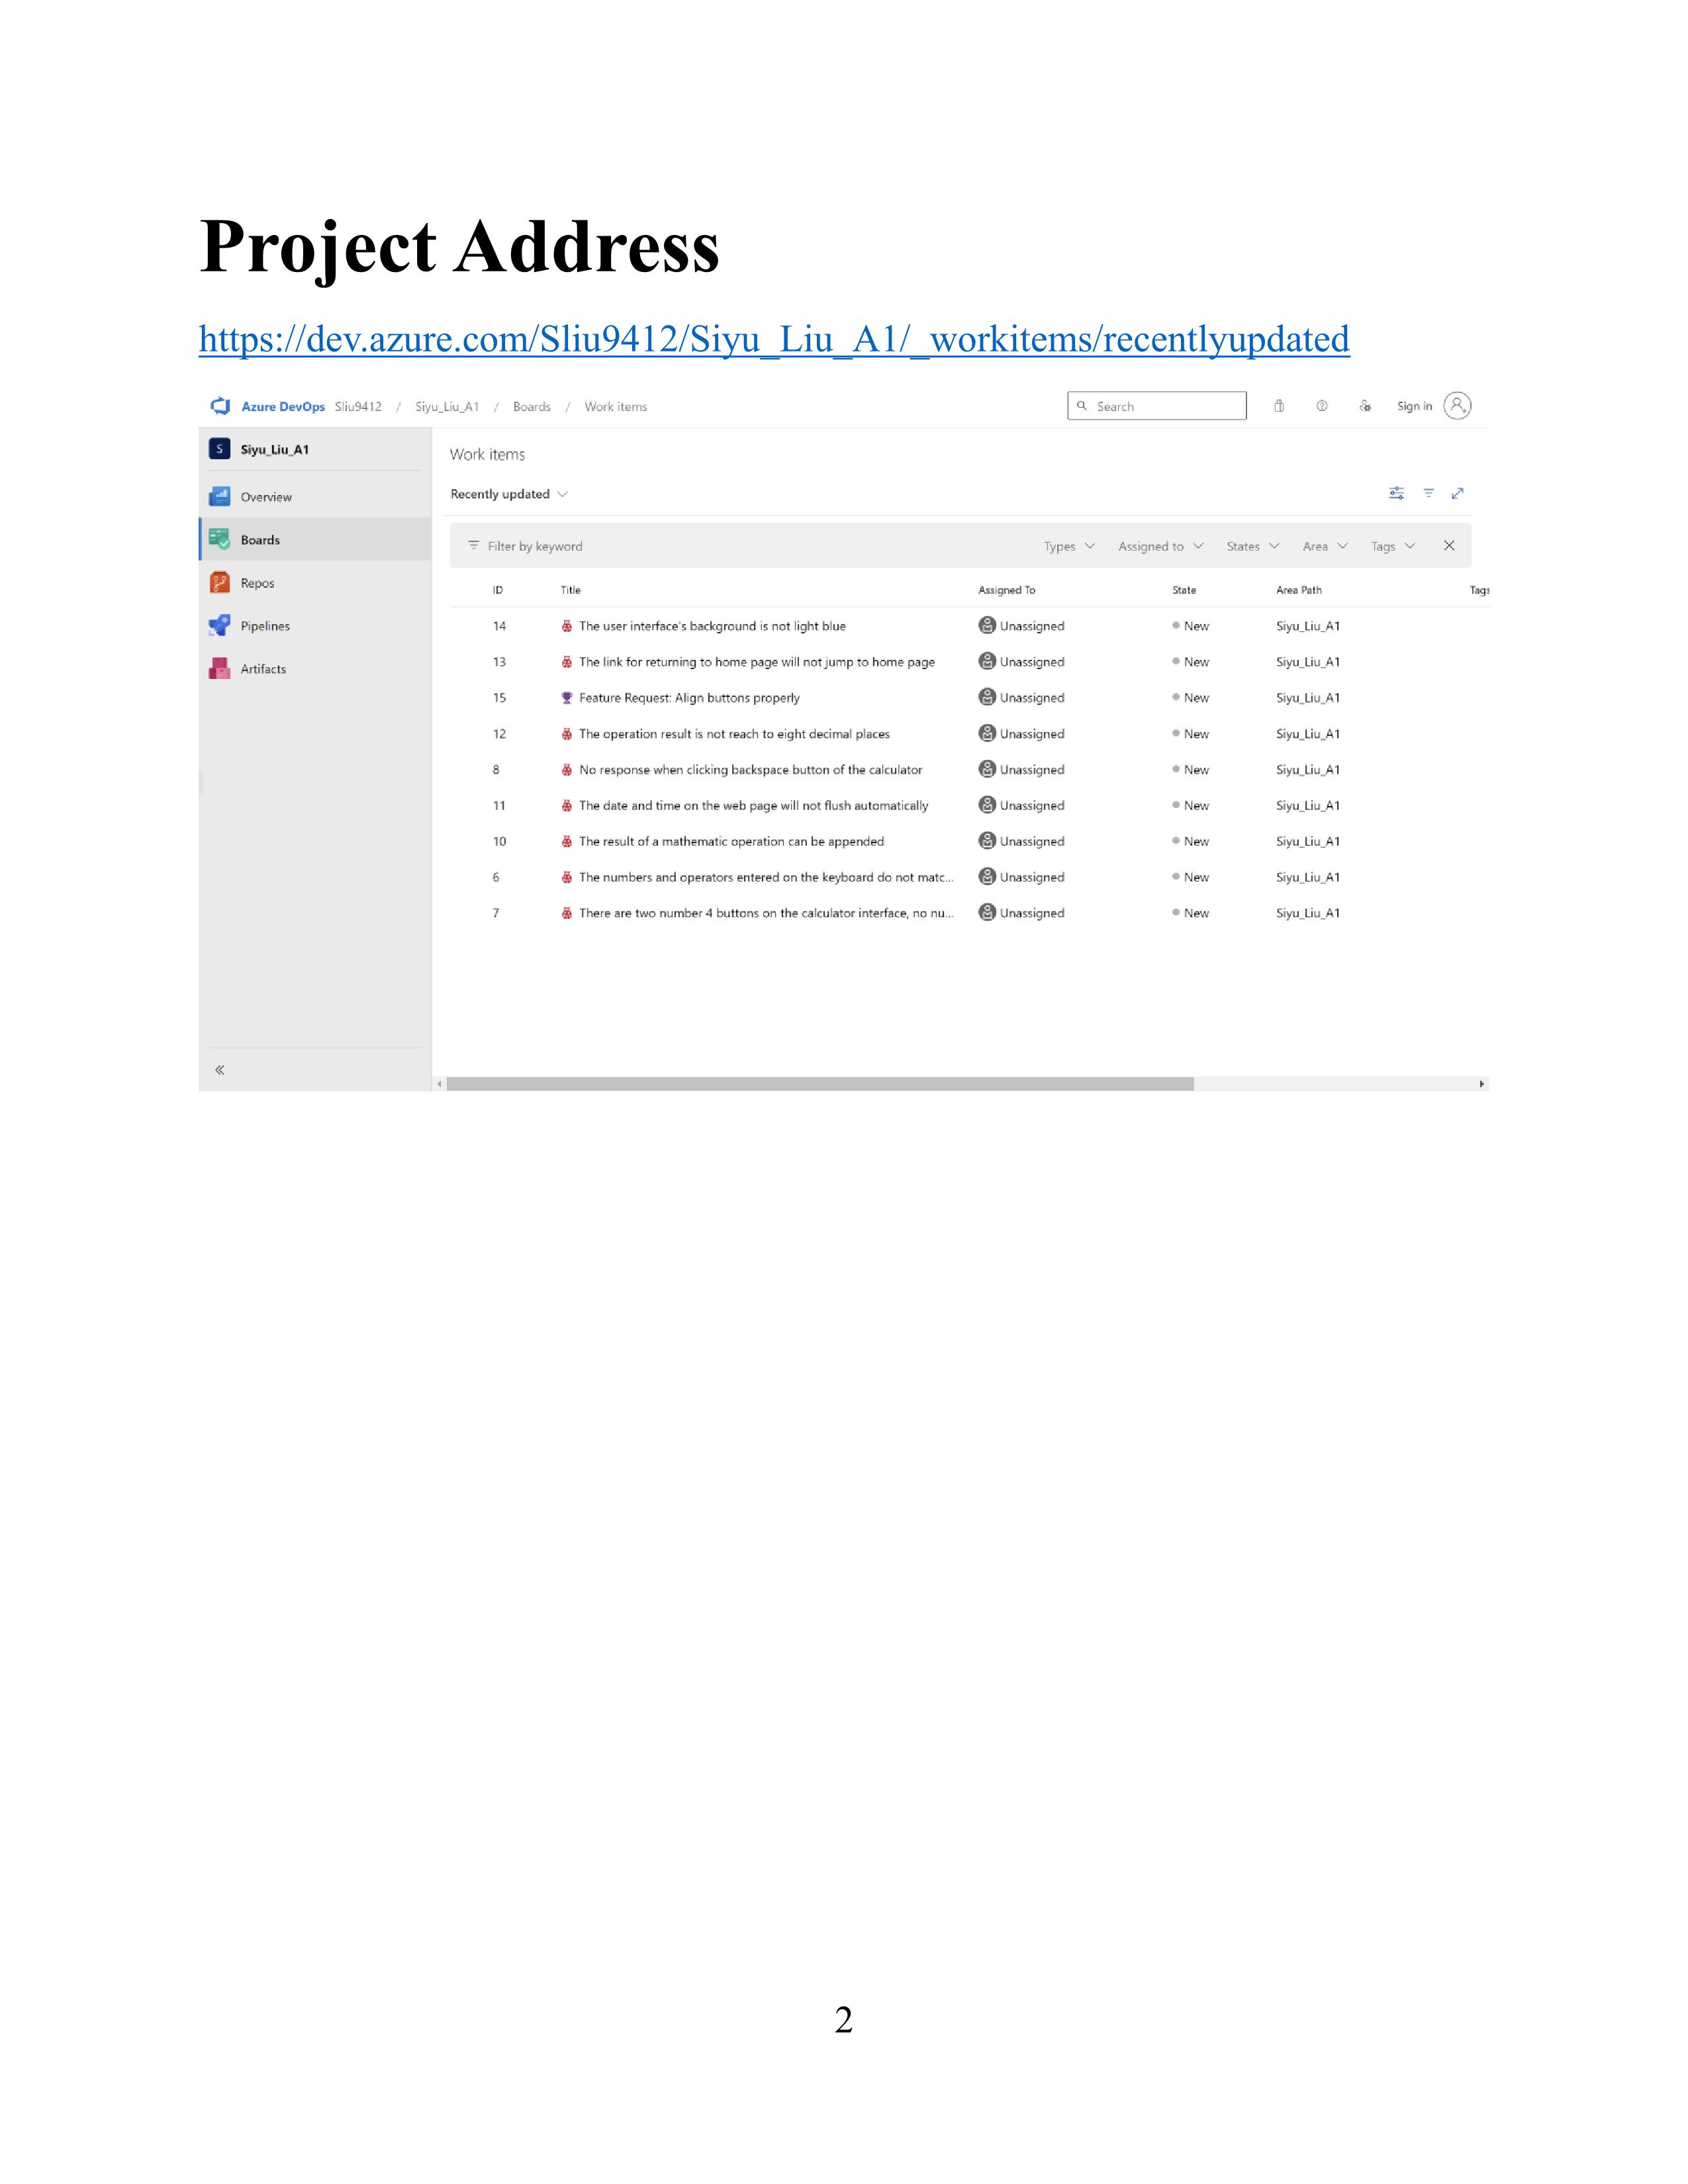 Project Address
https://dev.azure.com/Sliu9412/Siyu_Liu_A1/_workitems/recentlyupdated
Azure DevOps Sliu9412 / Siyu_Liu_A1 / Boards / Work items Search Sign in
S Siyu_Liu_A1
Overview
Boards
Repos
Pipelines
Artifacts
Work items
Recently updated
Filter by keyword Types Assigned to States Area Tags
ID Title Assigned To State Area Path Tags
14 The user interface's background is not light blue Unassigned New Siyu_Liu_A1
13 The link for returning to home page will not jump to home page Unassigned New Siyu_Liu_A1
15 Feature Request: Align buttons properly Unassigned New Siyu_Liu_A1
12 The operation result is not reach to eight decimal places Unassigned New Siyu_Liu_A1
8 No response when clicking backspace button of the calculator Unassigned New Siyu_Liu_A1
11 The date and time on the web page will not flush automatically Unassigned New Siyu_Liu_A1
10 The result of a mathematic operation can be appended Unassigned New Siyu_Liu_A1
6 The numbers and operators entered on the keyboard do not matc... Unassigned New Siyu_Liu_A1
7 There are two number 4 buttons on the calculator interface, no nu... Unassigned New Siyu_Liu_A1
2